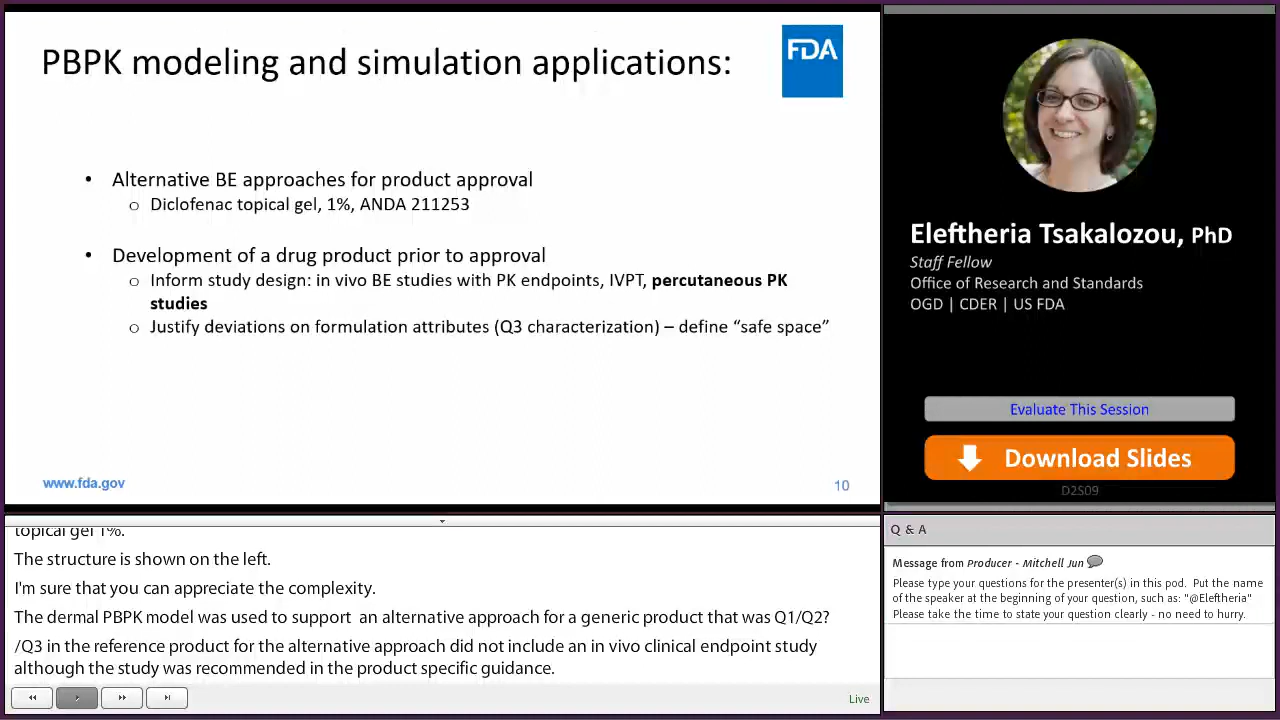 PBPK modeling and simulation applications:
FDA
• Alternative BE approaches for product approval
o Diclofenac topical gel, 1%, ANDA 211253
• Development of a drug product prior to approval
o Inform study design: in vivo BE studies with PK endpoints, IVPT, percutaneous PK
studies
o Justify deviations on formulation attributes (Q3 characterization) – define “safe space”
www.fda.gov
10
Eleftheria Tsakalozou, PhD
Staff Fellow
Office of Research and Standards
OGD | CDER | US FDA
Evaluate This Session
Download Slides
D2S09
topical gel 1%.
The structure is shown on the left.
I'm sure that you can appreciate the complexity.
The dermal PBPK model was used to support  an alternative approach for a generic product that was Q1/Q2?
/Q3 in the reference product for the alternative approach did not include an in vivo clinical endpoint study
although the study was recommended in the product specific guidance.
Live
Q & A
Message from Producer - Mitchell Jun
Please type your questions for the presenter(s) in this pod.  Put the name
of the speaker at the beginning of your question, such as: "@Eleftheria"
Please take the time to state your question clearly - no need to hurry.